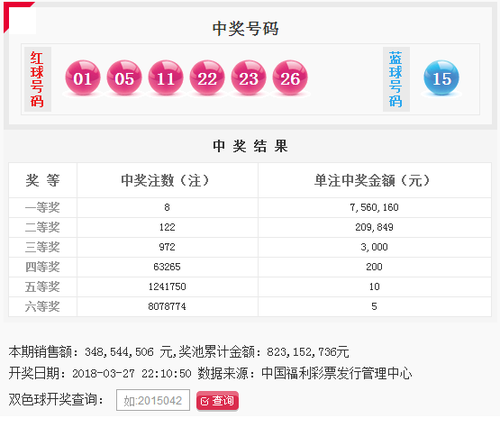 中奖号码
红球号码 01 05 11 22 23 26 蓝球号码 15
中奖结果
奖等 中奖注数（注） 单注中奖金额（元）
一等奖 8 7,560,160
二等奖 122 209,849
三等奖 972 3,000
四等奖 63265 200
五等奖 1241750 10
六等奖 8078774 5
本期销售额：348,544,506 元,奖池累计金额：823,152,736元
开奖日期：2018-03-27 22:10:50 数据来源：中国福利彩票发行管理中心
双色球开奖查询： 如:2015042 查询